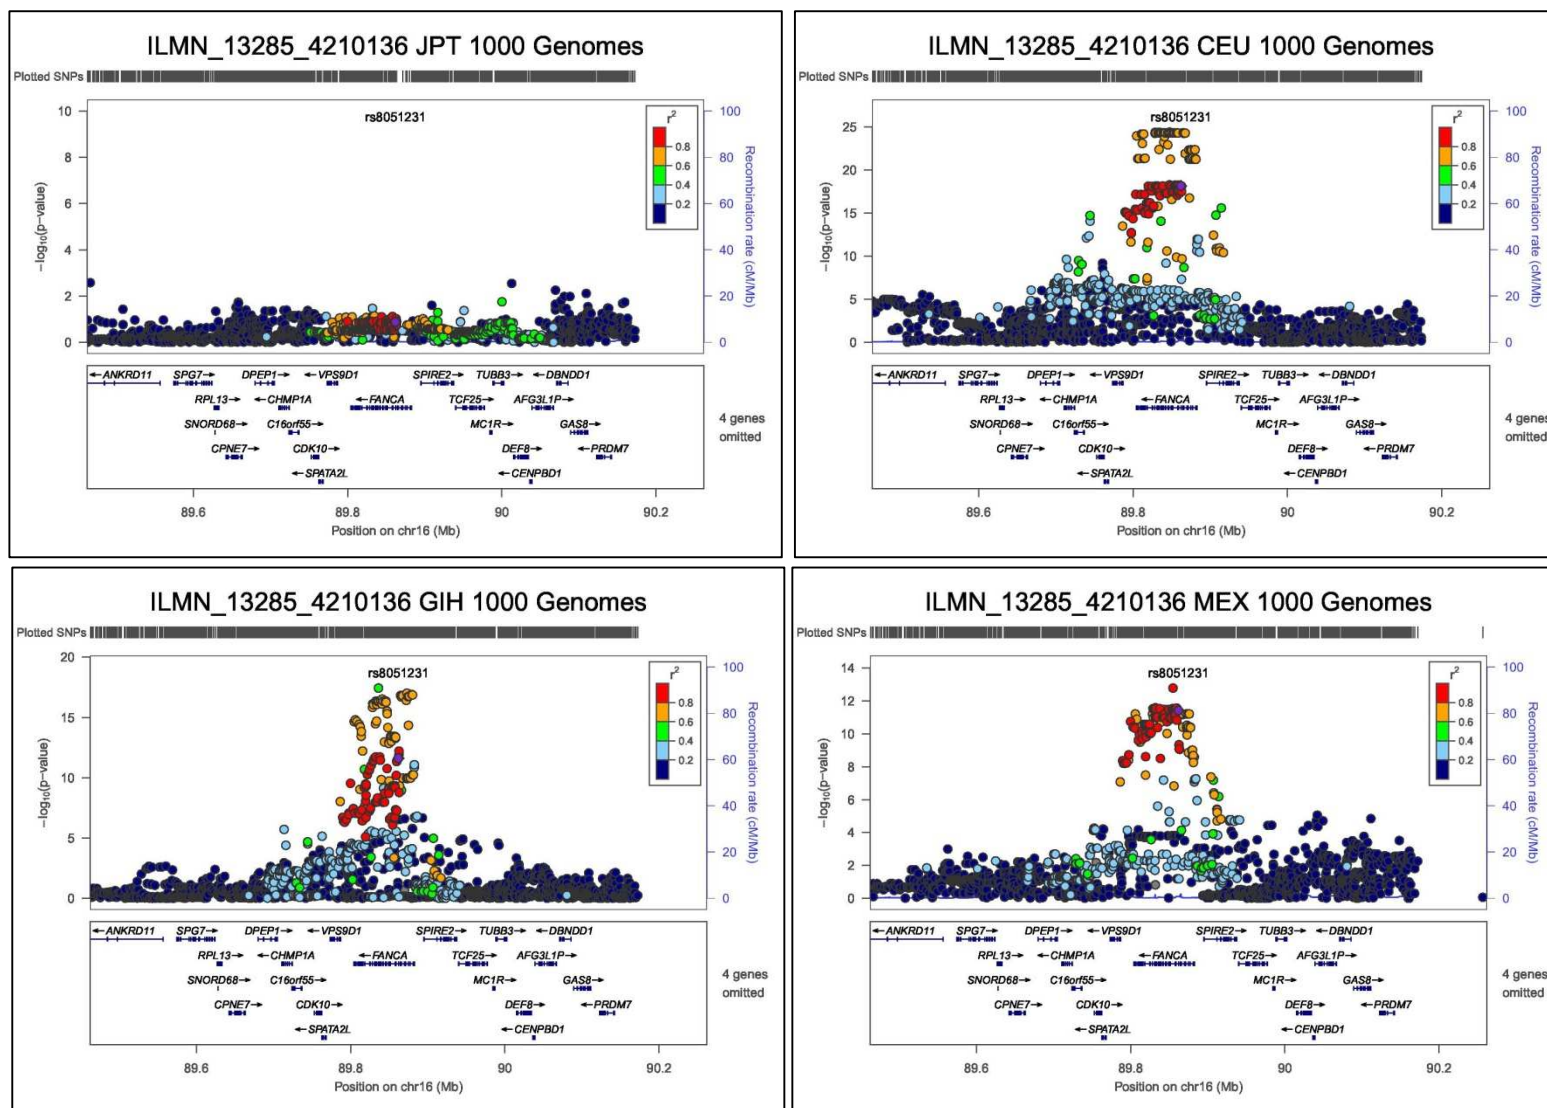 ILMN_13285_4210136 JPT 1000 Genomes
Plotted SNPs
rs8051231
r2
0.8
0.6
0.4
0.2
10
8
6
4
2
0
−log10(p−value)
100
80
60
40
20
0
Recombination rate (cM/Mb)
←ANKRD11 SPG7→ DPEP1→ ←VPS9D1 SPIRE2→ TUBB3→ ←DBNDD1
RPL13→ ←CHMP1A ←FANCA TCF25→ AFG3L1P→
SNORD68→ C16orf55→ MC1R→ GAS8→
CPNE7→ CDK10→ DEF8→ ←PRDM7
←SPATA2L ←CENPBD1
4 genes
omitted
89.6 89.8 90 90.2
Position on chr16 (Mb)
ILMN_13285_4210136 CEU 1000 Genomes
Plotted SNPs
rs8051231
r2
0.8
0.6
0.4
0.2
25
20
15
10
5
0
−log10(p−value)
100
80
60
40
20
0
Recombination rate (cM/Mb)
←ANKRD11 SPG7→ DPEP1→ ←VPS9D1 SPIRE2→ TUBB3→ ←DBNDD1
RPL13→ ←CHMP1A ←FANCA TCF25→ AFG3L1P→
SNORD68→ C16orf55→ MC1R→ GAS8→
CPNE7→ CDK10→ DEF8→ ←PRDM7
←SPATA2L ←CENPBD1
4 genes
omitted
89.6 89.8 90 90.2
Position on chr16 (Mb)
ILMN_13285_4210136 GIH 1000 Genomes
Plotted SNPs
rs8051231
r2
0.8
0.6
0.4
0.2
20
15
10
5
0
−log10(p−value)
100
80
60
40
20
0
Recombination rate (cM/Mb)
←ANKRD11 SPG7→ DPEP1→ ←VPS9D1 SPIRE2→ TUBB3→ ←DBNDD1
RPL13→ ←CHMP1A ←FANCA TCF25→ AFG3L1P→
SNORD68→ C16orf55→ MC1R→ GAS8→
CPNE7→ CDK10→ DEF8→ ←PRDM7
←SPATA2L ←CENPBD1
4 genes
omitted
89.6 89.8 90 90.2
Position on chr16 (Mb)
ILMN_13285_4210136 MEX 1000 Genomes
Plotted SNPs
rs8051231
r2
0.8
0.6
0.4
0.2
14
12
10
8
6
4
2
0
−log10(p−value)
100
80
60
40
20
0
Recombination rate (cM/Mb)
←ANKRD11 SPG7→ DPEP1→ ←VPS9D1 SPIRE2→ TUBB3→ ←DBNDD1
RPL13→ ←CHMP1A ←FANCA TCF25→ AFG3L1P→
SNORD68→ C16orf55→ MC1R→ GAS8→
CPNE7→ CDK10→ DEF8→ ←PRDM7
←SPATA2L ←CENPBD1
4 genes
omitted
89.6 89.8 90 90.2
Position on chr16 (Mb)